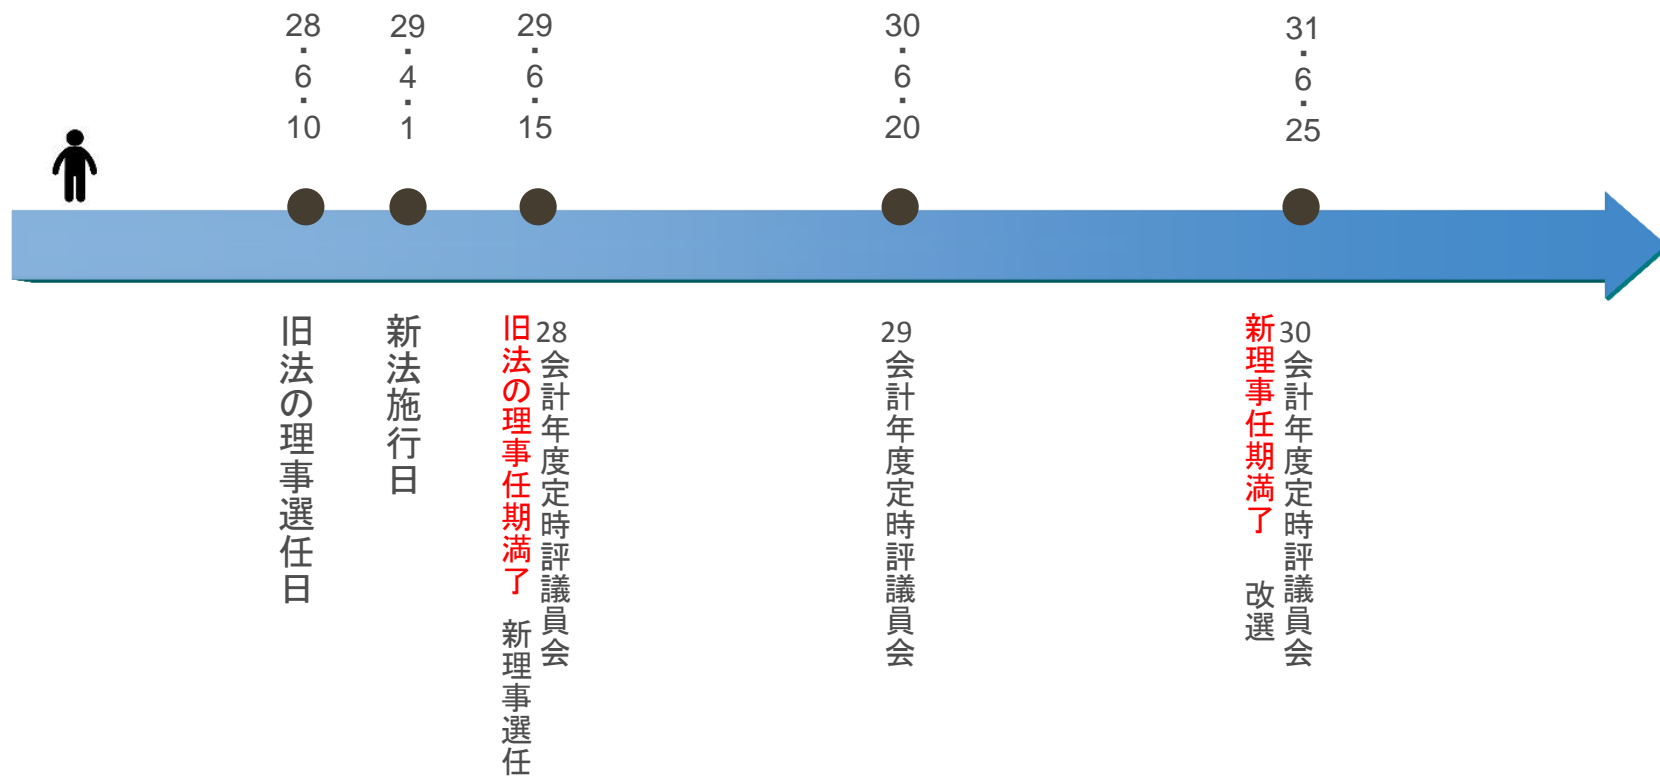 28・6・10
29・4・1
29・6・15
30・6・20
31・6・25
旧法の理事選任日
新法施行日
28会計年度定時評議員会
旧法の理事任期満了 新理事選任
29会計年度定時評議員会
30会計年度定時評議員会
新理事任期満了 改選